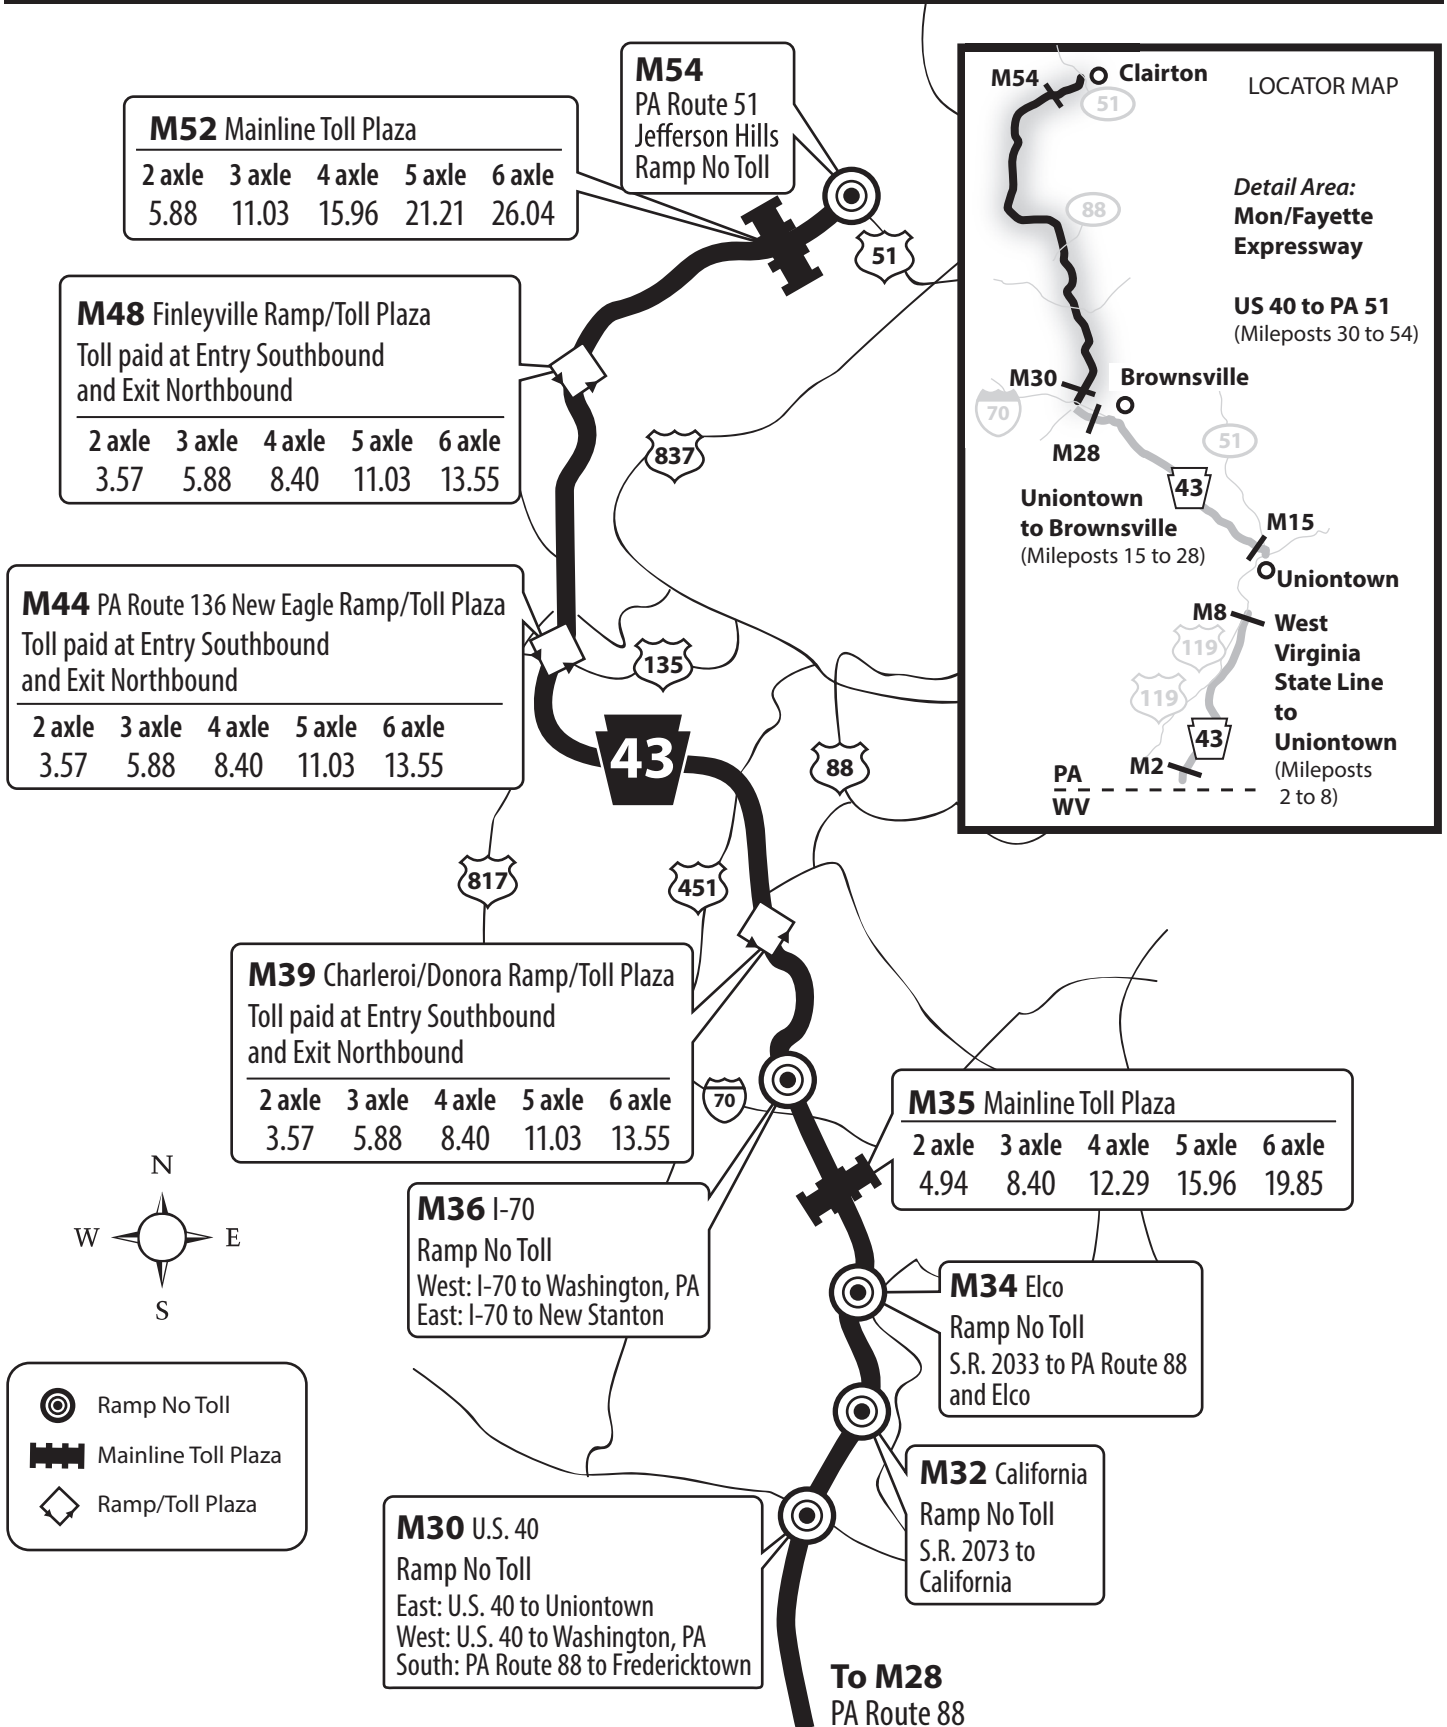 M54
PA Route 51
Jefferson Hills
Ramp No Toll
M52 Mainline Toll Plaza
2 axle 3 axle 4 axle 5 axle 6 axle
5.88 11.03 15.96 21.21 26.04
51
M48 Finleyville Ramp/Toll Plaza
Toll paid at Entry Southbound
and Exit Northbound
2 axle 3 axle 4 axle 5 axle 6 axle
3.57 5.88 8.40 11.03 13.55
837
M44 PA Route 136 New Eagle Ramp/Toll Plaza
Toll paid at Entry Southbound
and Exit Northbound
2 axle 3 axle 4 axle 5 axle 6 axle
3.57 5.88 8.40 11.03 13.55
135
43
88
817
451
M39 Charleroi/Donora Ramp/Toll Plaza
Toll paid at Entry Southbound
and Exit Northbound
2 axle 3 axle 4 axle 5 axle 6 axle
3.57 5.88 8.40 11.03 13.55
70
M35 Mainline Toll Plaza
2 axle 3 axle 4 axle 5 axle 6 axle
4.94 8.40 12.29 15.96 19.85
M36 I-70
Ramp No Toll
West: I-70 to Washington, PA
East: I-70 to New Stanton
M34 Elco
Ramp No Toll
S.R. 2033 to PA Route 88
and Elco
M32 California
Ramp No Toll
S.R. 2073 to
California
M30 U.S. 40
Ramp No Toll
East: U.S. 40 to Uniontown
West: U.S. 40 to Washington, PA
South: PA Route 88 to Fredericktown
To M28
PA Route 88
N
W E
S
Ramp No Toll
Mainline Toll Plaza
Ramp/Toll Plaza
LOCATOR MAP
M54
Clairton
51
88
Detail Area:
Mon/Fayette
Expressway
US 40 to PA 51
(Mileposts 30 to 54)
M30
Brownsville
70
M28
51
43
Uniontown
to Brownsville
(Mileposts 15 to 28)
M15
Uniontown
M8
119
119
West
Virginia
State Line
to
Uniontown
(Mileposts
2 to 8)
43
M2
PA
WV